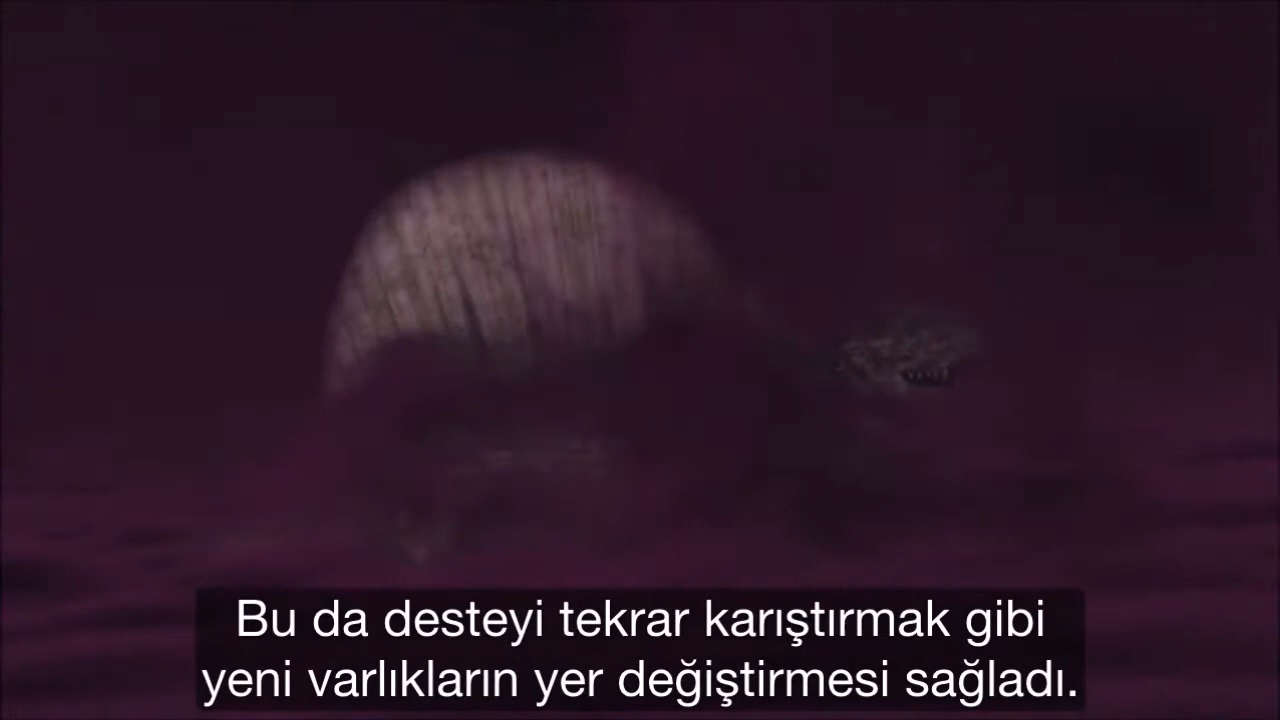 Bu da desteyi tekrar karıştırmak gibi
yeni varlıkların yer değiştirmesi sağladı.